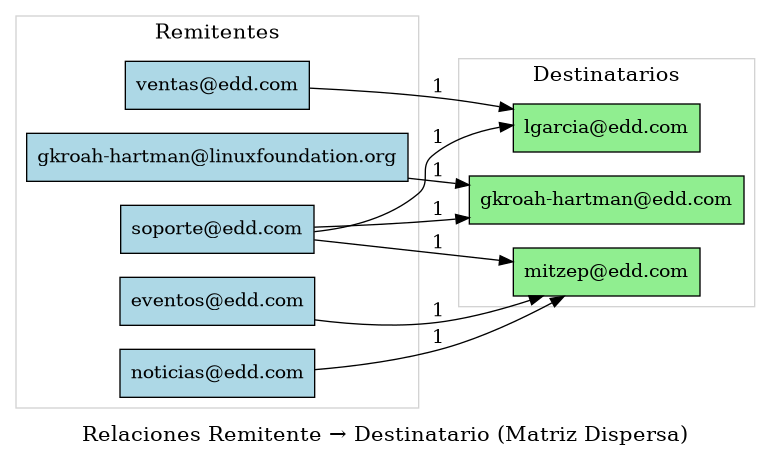 Remitentes
ventas@edd.com
gkroah-hartman@linuxfoundation.org
soporte@edd.com
eventos@edd.com
noticias@edd.com
1
1
1
1
1
1
1
Destinatarios
lgarcia@edd.com
gkroah-hartman@edd.com
mitzep@edd.com
Relaciones Remitente → Destinatario (Matriz Dispersa)